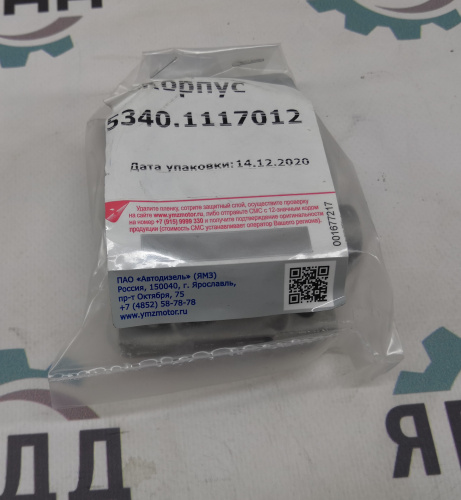 Корпус
5340.1117012
Дата упаковки: 14.12.2020
Удалите пленку, сотрите защитный слой, осуществите проверку
на сайте www.ymzmotor.ru, либо отправьте СМС с 12-значным кодом
на номер +7 (915) 9999 330 и получите подтверждение оригинальности
продукции (стоимость СМС устанавливает оператор Вашего региона).
001677217
ПАО «Автодизель» (ЯМЗ)
Россия, 150040, г. Ярославль,
пр-т Октября, 75
+7 (4852) 58-78-78
www.ymzmotor.ru